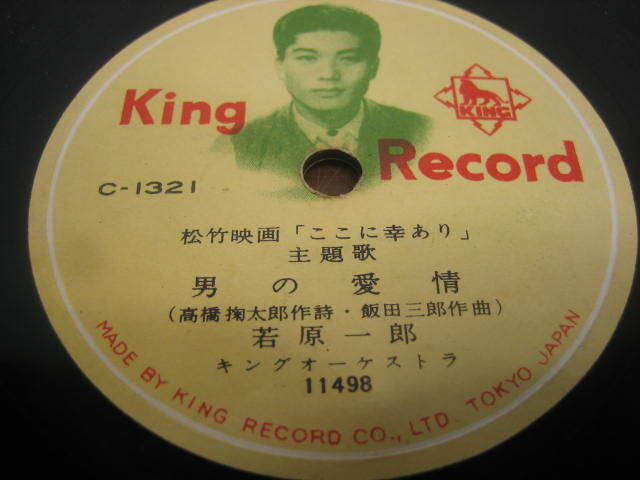 King
KING
Record
C-1321
松竹映画「ここに幸あり」
主題歌
男の愛情
(高橋掬太郎作詩・飯田三郎作曲)
若原一郎
キングオーケストラ
11498
MADE BY KING RECORD CO., LTD. TOKYO JAPAN